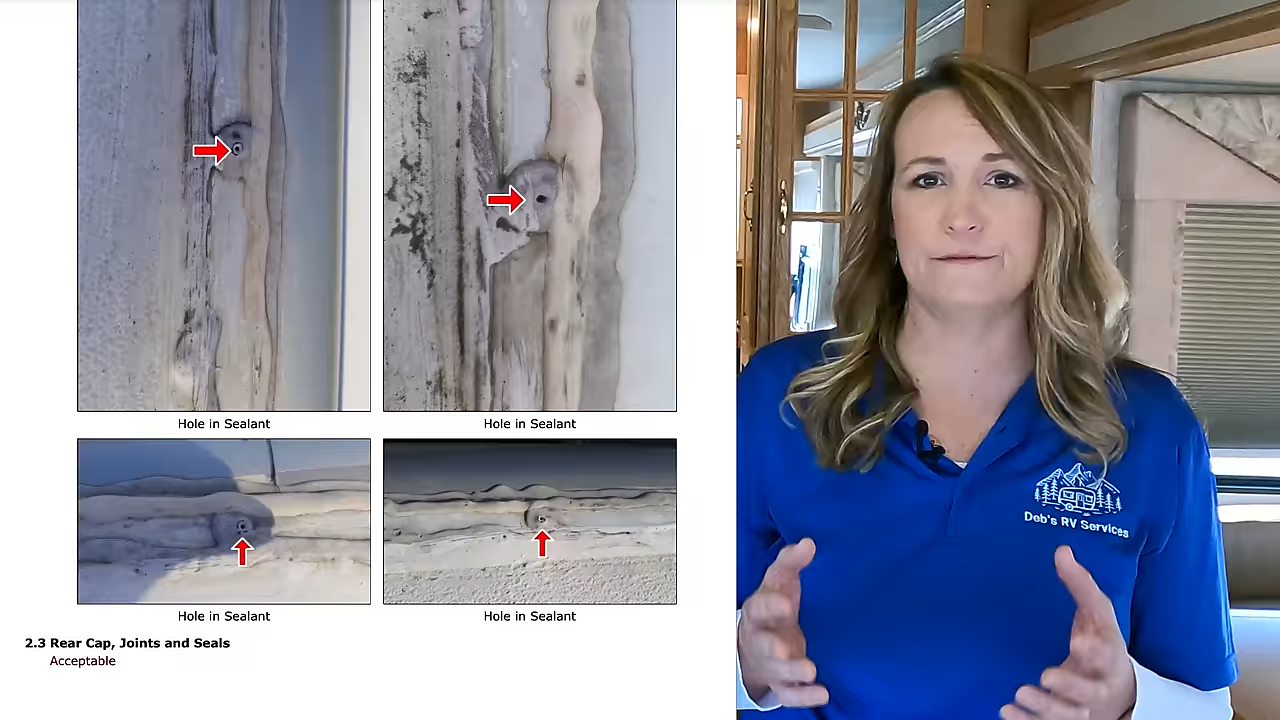 Hole in Sealant
Hole in Sealant
Hole in Sealant
Hole in Sealant
2.3 Rear Cap, Joints and Seals
Acceptable
Deb's RV Services